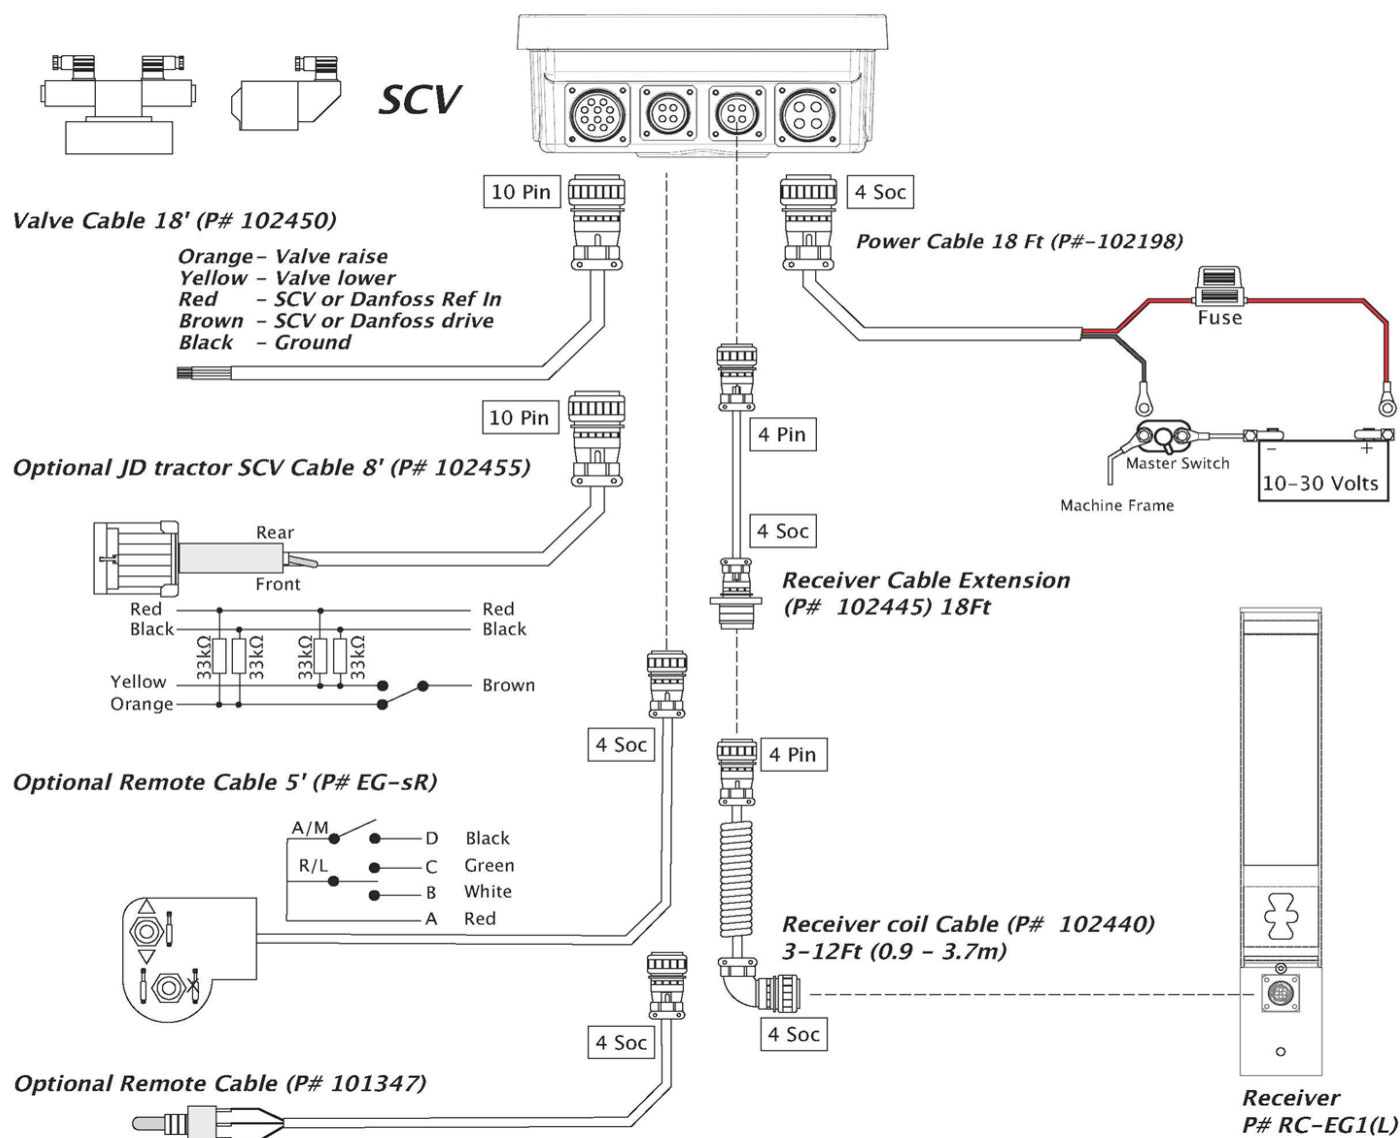 SCV
10 Pin
4 Soc
Valve Cable 18' (P# 102450)
Orange – Valve raise
Yellow – Valve lower
Red – SCV or Danfoss Ref In
Brown – SCV or Danfoss drive
Black – Ground
Power Cable 18 Ft (P#–102198)
Fuse
10 Pin
4 Pin
Master Switch
– +
10–30 Volts
Machine Frame
Optional JD tractor SCV Cable 8' (P# 102455)
Rear
Front
4 Soc
Receiver Cable Extension
(P# 102445) 18Ft
Red Red
Black Black
33kΩ 33kΩ 33kΩ 33kΩ
Yellow Brown
Orange
4 Soc
4 Pin
Optional Remote Cable 5' (P# EG–sR)
A/M D Black
R/L C Green
B White
A Red
Receiver coil Cable (P# 102440)
3–12Ft (0.9 – 3.7m)
4 Soc
4 Soc
Optional Remote Cable (P# 101347)
Receiver
P# RC–EG1(L)